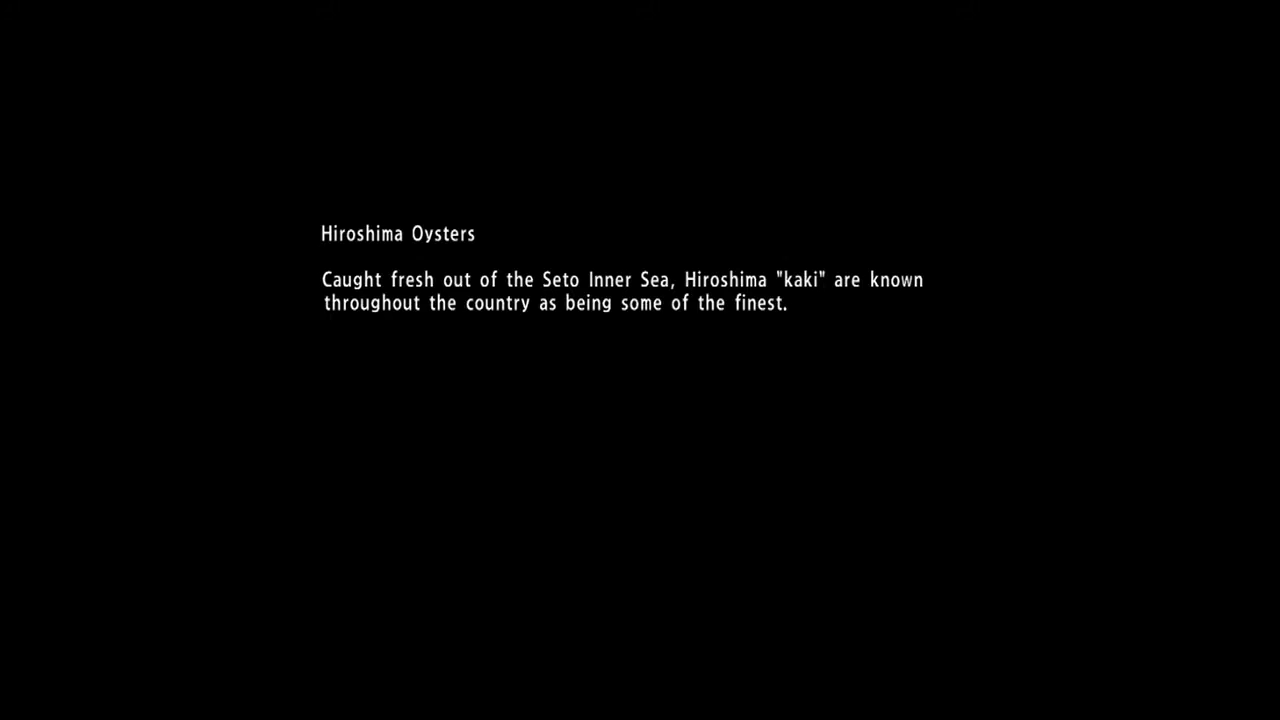 Hiroshima Oysters
Caught fresh out of the Seto Inner Sea, Hiroshima "kaki" are known
throughout the country as being some of the finest.